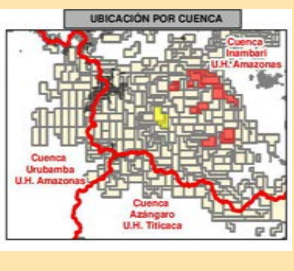 UBICACIÓN POR CUENCA
Cuenca
Inambari
U.H. Amazonas
Cuenca
Urubamba
U.H. Amazonas
Cuenca
Azángaro
U.H. Titicaca